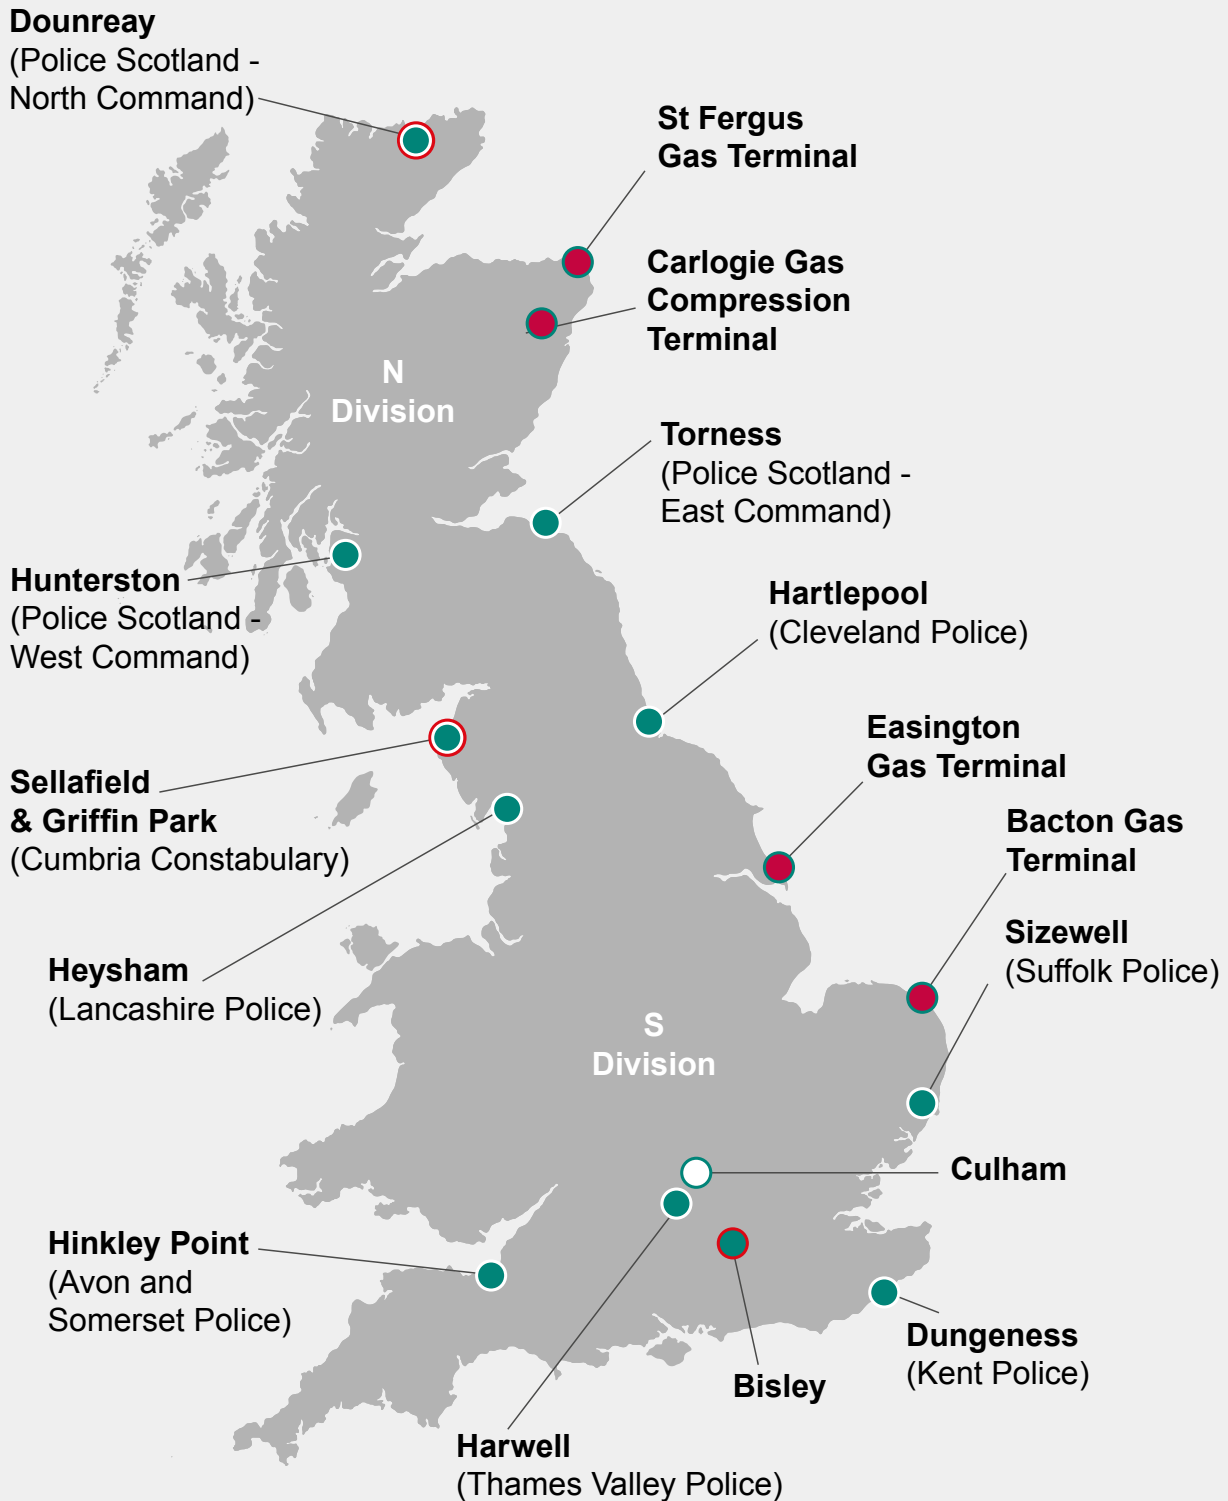 Dounreay
(Police Scotland -
North Command)
St Fergus
Gas Terminal
Carlogie Gas
Compression
Terminal
N
Division
Torness
(Police Scotland -
East Command)
Hunterston
(Police Scotland -
West Command)
Hartlepool
(Cleveland Police)
Easington
Gas Terminal
Sellafield
& Griffin Park
(Cumbria Constabulary)
Bacton Gas
Terminal
Sizewell
(Suffolk Police)
Heysham
(Lancashire Police)
S
Division
Culham
Hinkley Point
(Avon and
Somerset Police)
Dungeness
(Kent Police)
Bisley
Harwell
(Thames Valley Police)